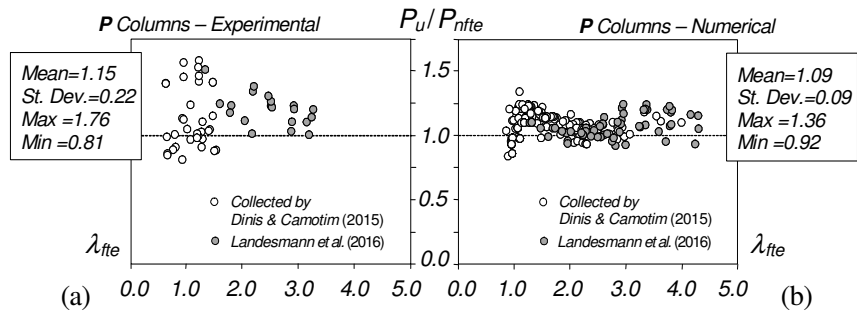 P Columns – Experimental
P_u / P_nfte
P Columns – Numerical
Mean=1.15
St. Dev.=0.22
Max =1.76
Min =0.81
1.5
1.0
0.5
0.0
Mean=1.09
St. Dev.=0.09
Max =1.36
Min =0.92
Collected by
Dinis & Camotim (2015)
Landesmann et al. (2016)
Collected by
Dinis & Camotim (2015)
Landesmann et al. (2016)
λ_fte
λ_fte
(a)
0.0 1.0 2.0 3.0 4.0 5.0
0.0 1.0 2.0 3.0 4.0 5.0
(b)